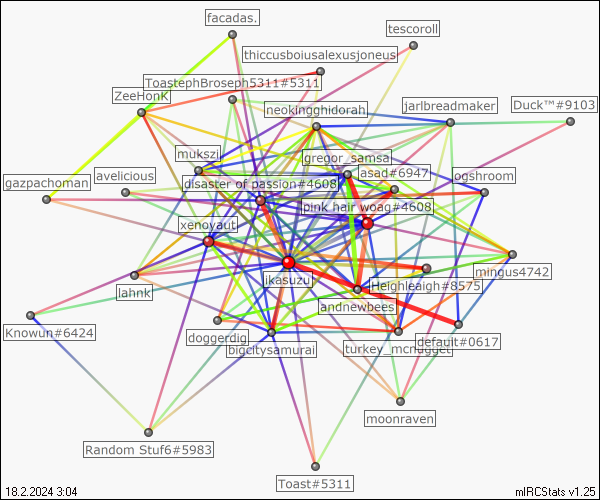 facadas.
tescoroll
thiccusboiusalexusjoneus
ToastephBroseph5311#5311
ZeeHonK
neokingghidorah
jarlbreadmaker
Duck™#9103
mukszi
gregor_samsa
asad#6947
avelicious
disaster of passion#4608
ogshroom
gazpachoman
pink hair woag#4608
xenoyaut
mingus4742
jikasuzu
Heighleaigh#8575
lahnk
andnewbees
Knowun#6424
doggerdig
bigcitysamurai
turkey_mcnugget
default#0617
moonraven
Random Stuf6#5983
Toast#5311
18.2.2024 3:04
mIRCStats v1.25